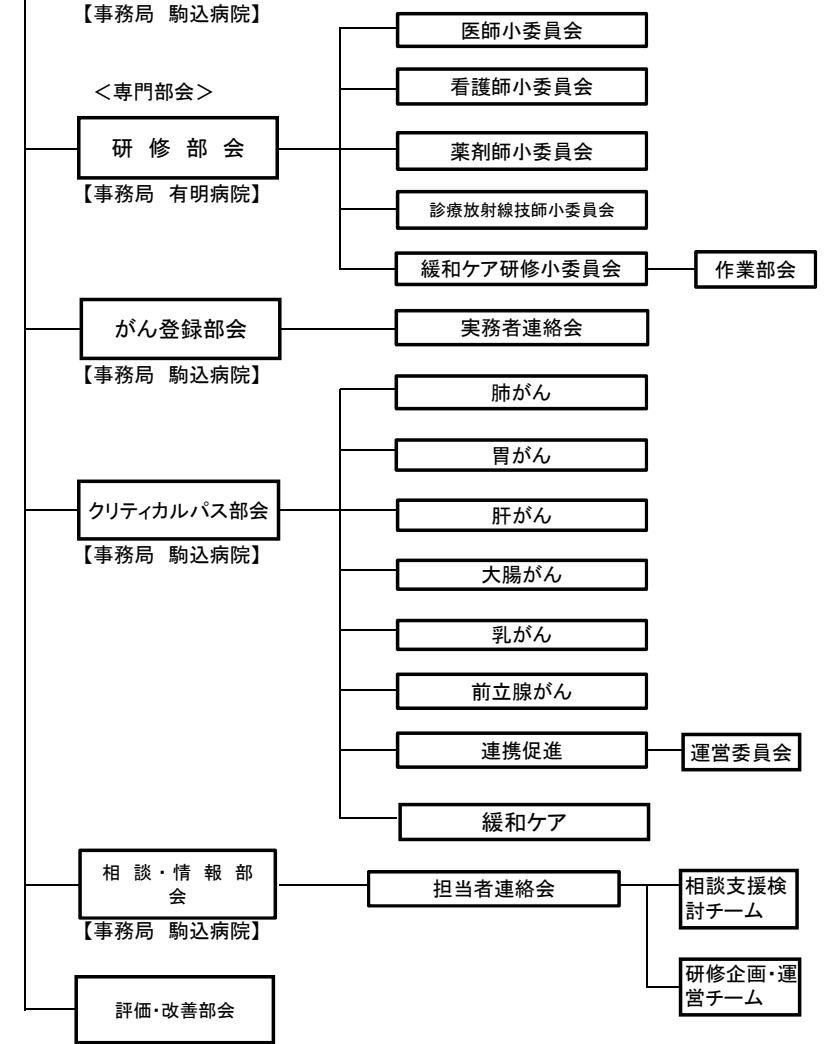 【事務局 駒込病院】
医師小委員会
看護師小委員会
＜専門部会＞
研 修 部 会
薬剤師小委員会
【事務局 有明病院】
診療放射線技師小委員会
緩和ケア研修小委員会
作業部会
がん登録部会
実務者連絡会
【事務局 駒込病院】
肺がん
胃がん
クリティカルパス部会
肝がん
【事務局 駒込病院】
大腸がん
乳がん
前立腺がん
連携促進
運営委員会
緩和ケア
相 談・情 報 部
会
担当者連絡会
相談支援検
討チーム
【事務局 駒込病院】
研修企画・運
営チーム
評価・改善部会